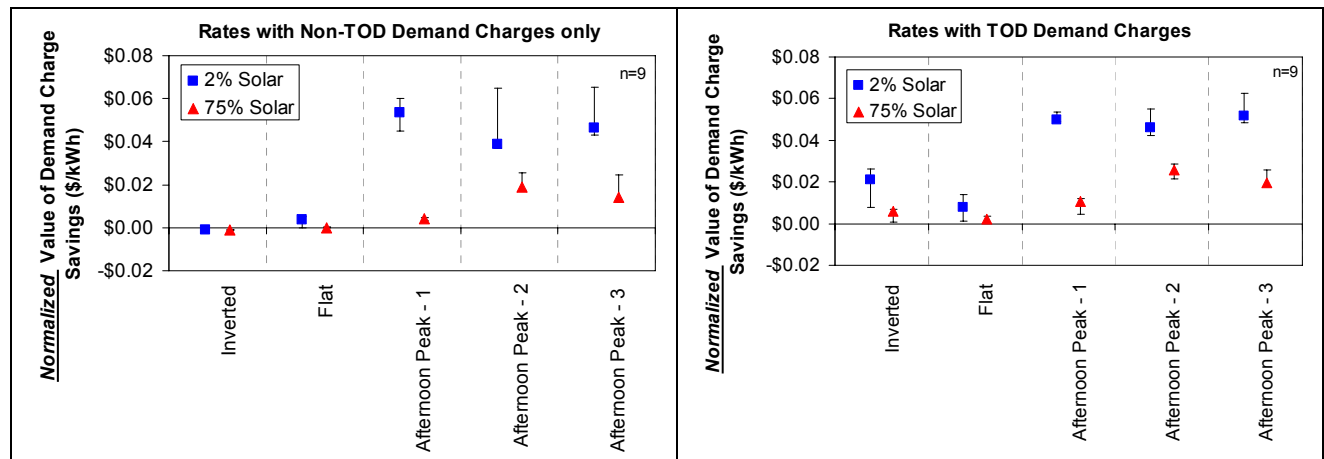 Rates with Non-TOD Demand Charges only
Normalized Value of Demand Charge
Savings ($/kWh)
$0.08
$0.06
$0.04
$0.02
$0.00
-$0.02
2% Solar
75% Solar
n=9
Inverted
Flat
Afternoon Peak - 1
Afternoon Peak - 2
Afternoon Peak - 3
Rates with TOD Demand Charges
Normalized Value of Demand Charge
Savings ($/kWh)
$0.08
$0.06
$0.04
$0.02
$0.00
-$0.02
2% Solar
75% Solar
n=9
Inverted
Flat
Afternoon Peak - 1
Afternoon Peak - 2
Afternoon Peak - 3